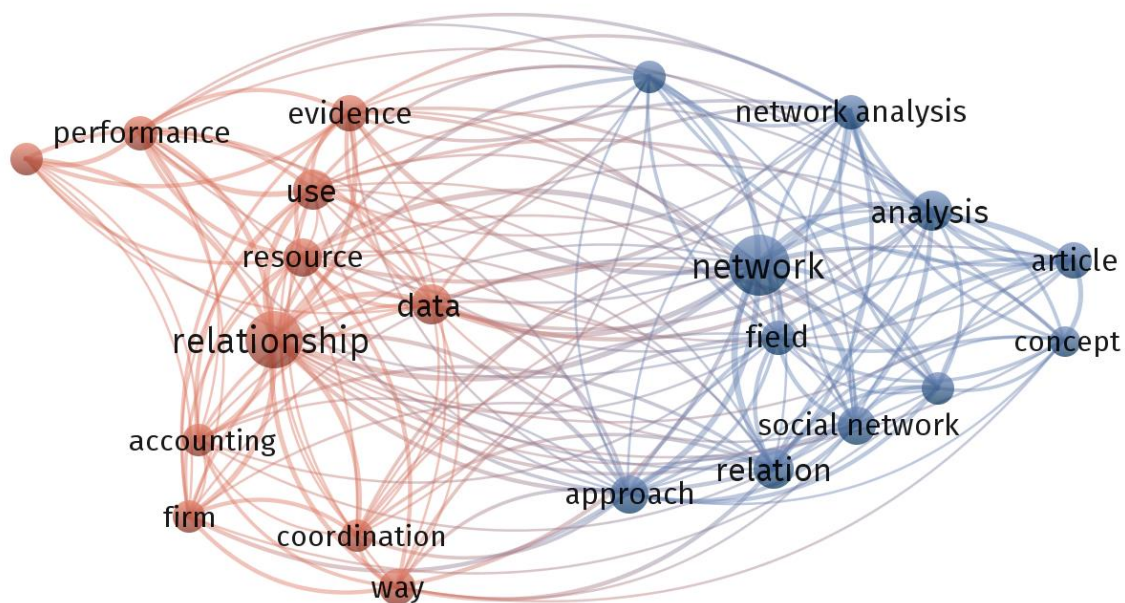 performance
evidence
use
resource
data
relationship
accounting
firm
coordination
way
network analysis
analysis
network
article
field
concept
social network
relation
approach